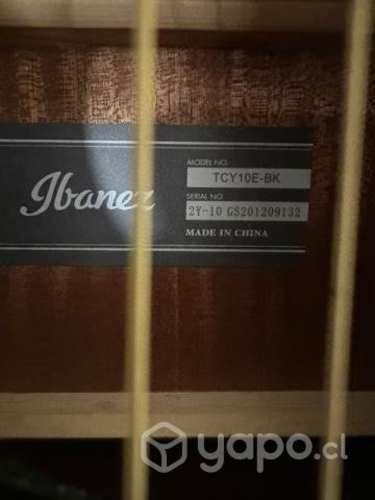 Ibanez
MODEL NO.
TCY10E-BK
SERIAL NO.
2Y-10 GS201209132
MADE IN CHINA
yapo.cl